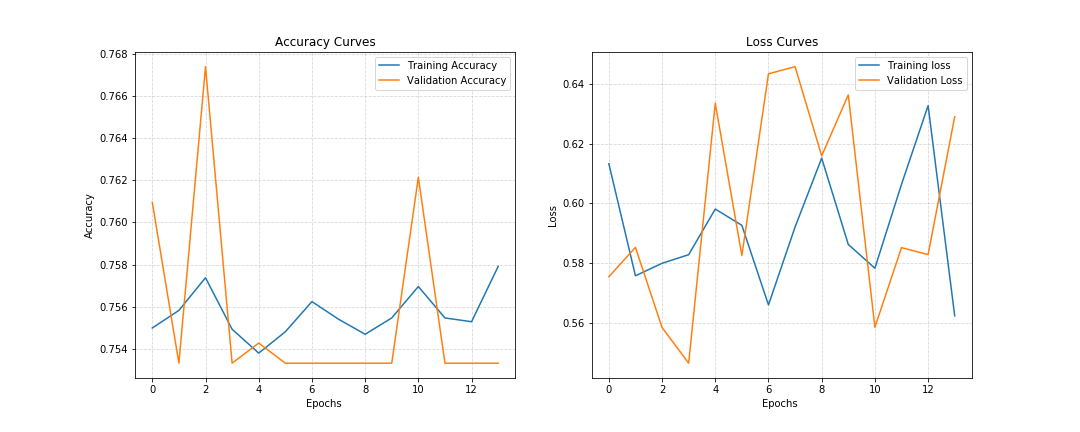 Accuracy Curves
Training Accuracy
Validation Accuracy
0.768
0.766
0.764
0.762
0.760
0.758
0.756
0.754
Accuracy
0 2 4 6 8 10 12
Epochs
Loss Curves
Training loss
Validation Loss
0.64
0.62
0.60
0.58
0.56
Loss
0 2 4 6 8 10 12
Epochs